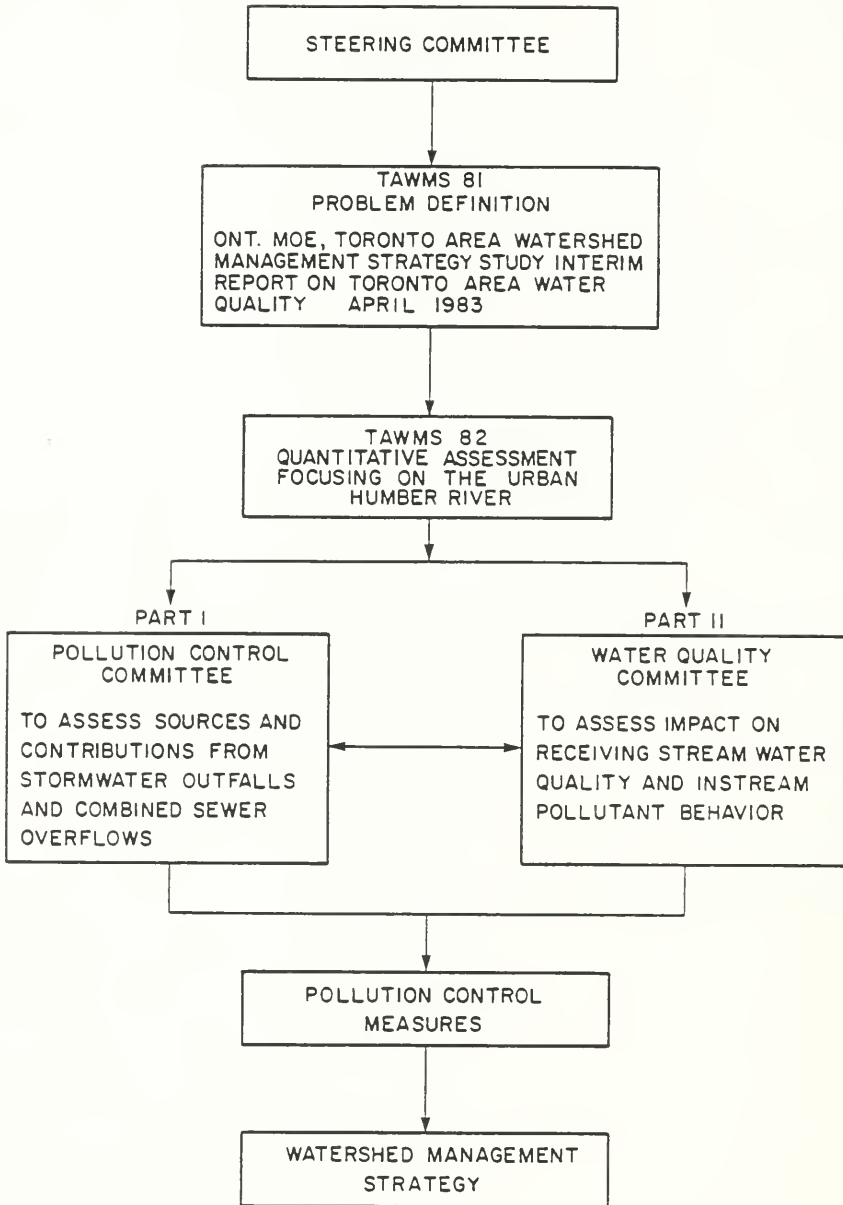 STEERING COMMITTEE
TAWMS 81
PROBLEM DEFINITION
ONT. MOE, TORONTO AREA WATERSHED
MANAGEMENT STRATEGY STUDY INTERIM
REPORT ON TORONTO AREA WATER
QUALITY APRIL 1983
TAWMS 82
QUANTITATIVE ASSESSMENT
FOCUSING ON THE URBAN
HUMBER RIVER
PART I
POLLUTION CONTROL
COMMITTEE
TO ASSESS SOURCES AND
CONTRIBUTIONS FROM
STORMWATER OUTFALLS
AND COMBINED SEWER
OVERFLOWS
PART II
WATER QUALITY
COMMITTEE
TO ASSESS IMPACT ON
RECEIVING STREAM WATER
QUALITY AND INSTREAM
POLLUTANT BEHAVIOR
POLLUTION CONTROL
MEASURES
WATERSHED MANAGEMENT
STRATEGY